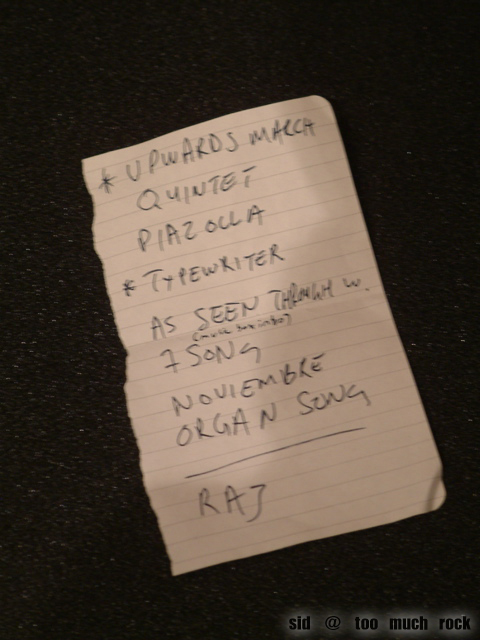 * UPWARDS MARCH
QUINTET
PIAZOLLA
* TYPEWRITER
AS SEEN THROUGH W.
7 SONG
NOVIEMBRE
ORGAN SONG
RAJ
sid @ too much rock